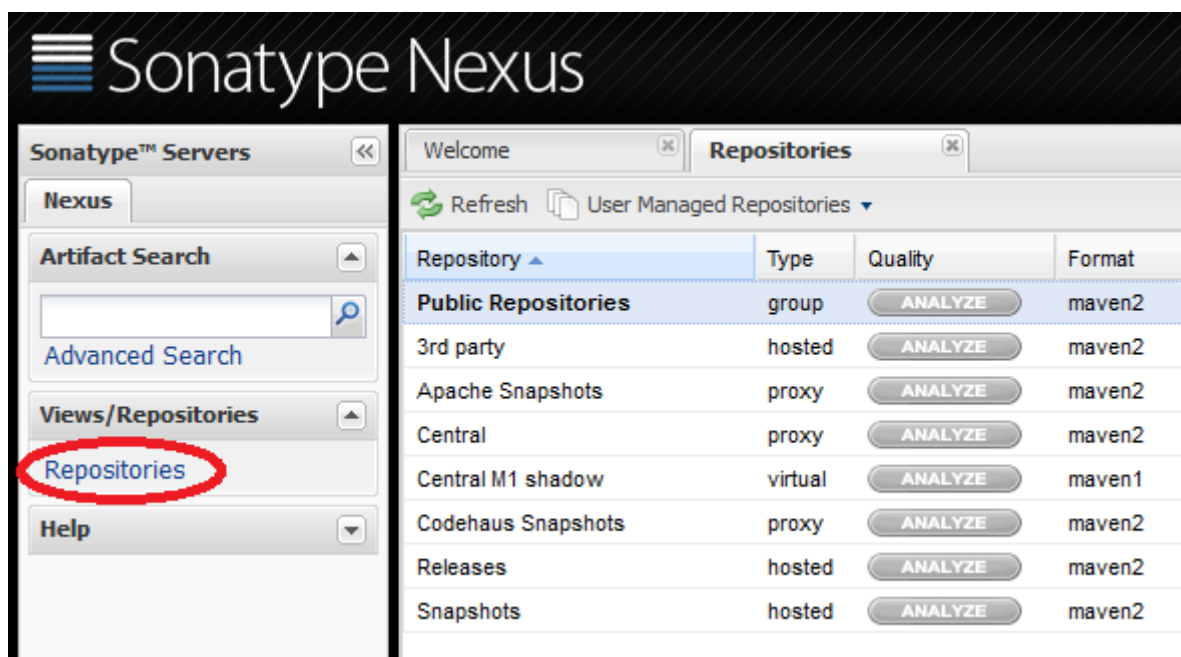 Sonatype Nexus
Sonatype™ Servers
Nexus
Artifact Search
Advanced Search
Views/Repositories
Repositories
Help
Welcome Repositories
Refresh User Managed Repositories
Repository Type Quality Format
Public Repositories group ANALYZE maven2
3rd party hosted ANALYZE maven2
Apache Snapshots proxy ANALYZE maven2
Central proxy ANALYZE maven2
Central M1 shadow virtual ANALYZE maven1
Codehaus Snapshots proxy ANALYZE maven2
Releases hosted ANALYZE maven2
Snapshots hosted ANALYZE maven2